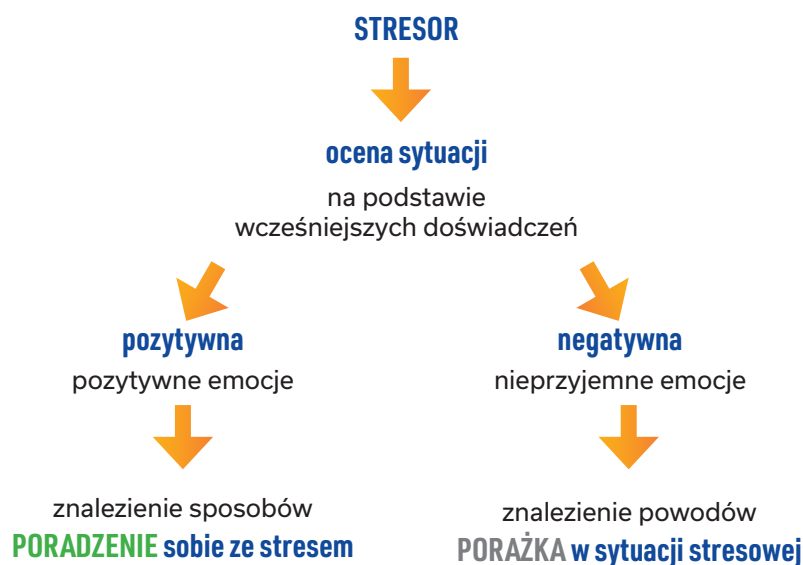 STRESOR
ocena sytuacji
na podstawie
wcześniejszych doświadczeń
pozytywna
pozytywne emocje
negatywna
nieprzyjemne emocje
znalezienie sposobów
PORADZENIE sobie ze stresem
znalezienie powodów
PORAŻKA w sytuacji stresowej